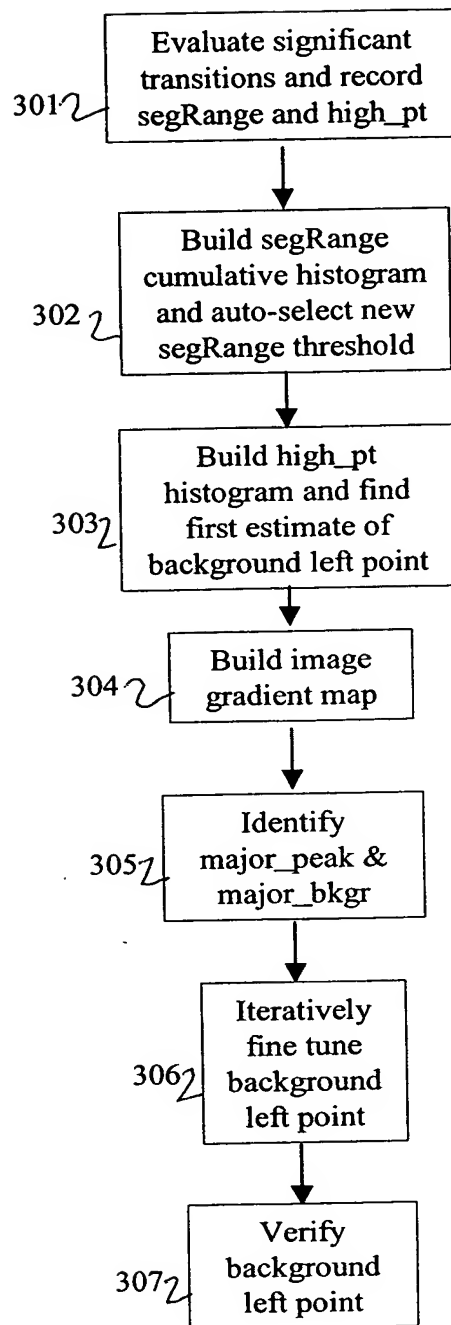 Evaluate significant
transitions and record
301 segRange and high_pt
Build segRange
cumulative histogram
302 and auto-select new
segRange threshold
Build high_pt
histogram and find
303 first estimate of
background left point
Build image
304 gradient map
Identify
305 major_peak &
major_bkgr
Iteratively
fine tune
306 background
left point
Verify
background
307 left point